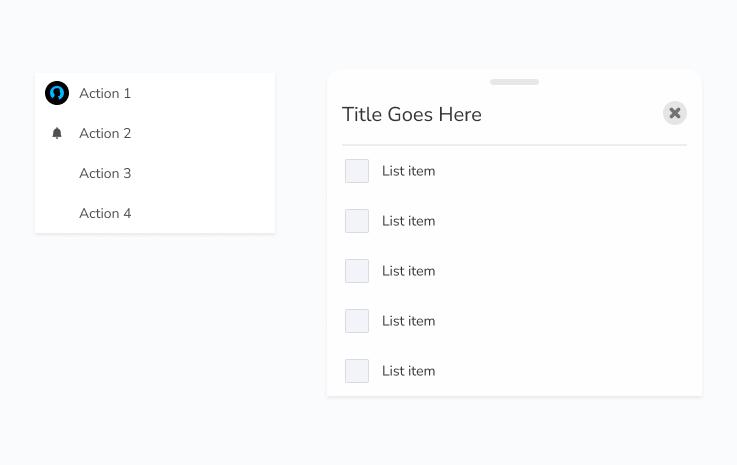 Action 1
Action 2
Action 3
Action 4
Title Goes Here
List item
List item
List item
List item
List item